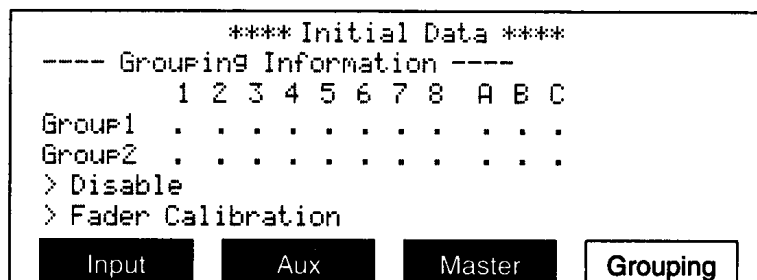 **** Initial Data ****
---- Grouping Information ----
1 2 3 4 5 6 7 8 A B C
Group1 . . . . . . . . . . .
Group2 . . . . . . . . . . .
> Disable
> Fader Calibration
Input Aux Master Grouping